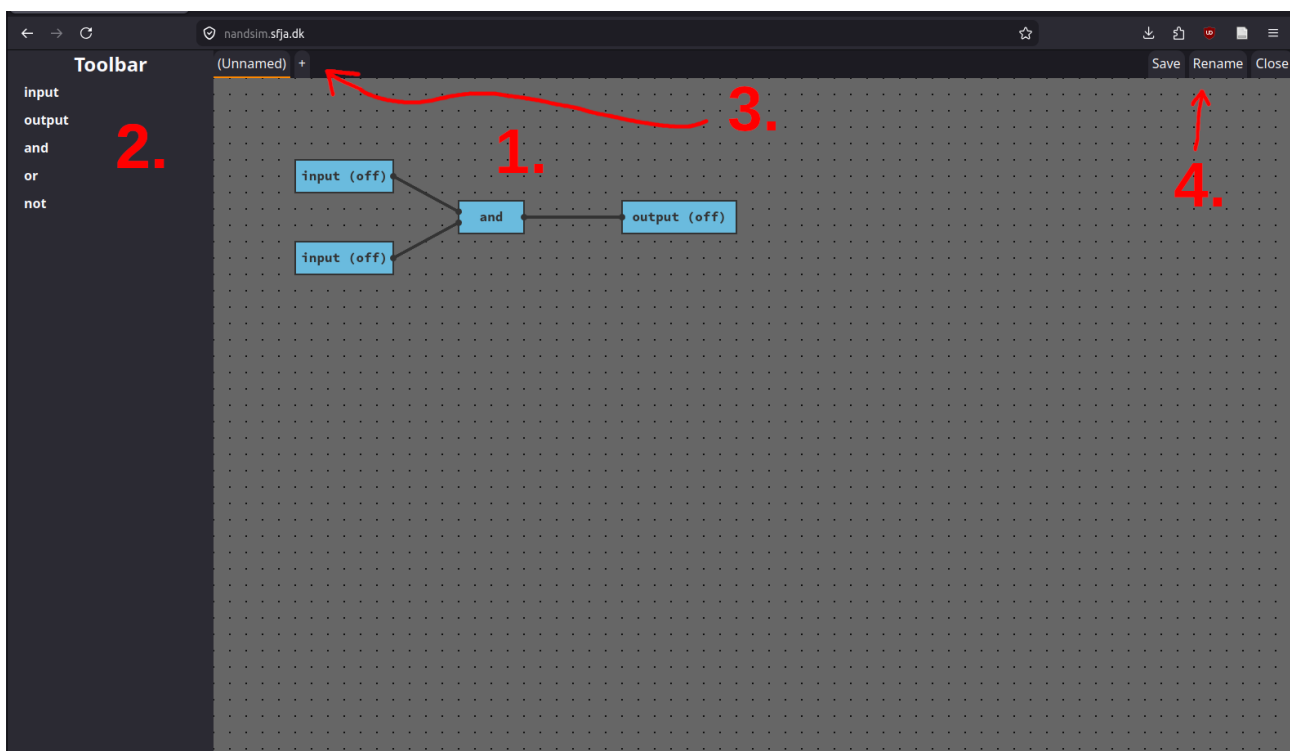 nandsim.sfja.dk
Toolbar
(Unnamed) +
Save Rename Close
input
output
and
or
not
1.
2.
3.
4.
input (off)
and
output (off)
input (off)